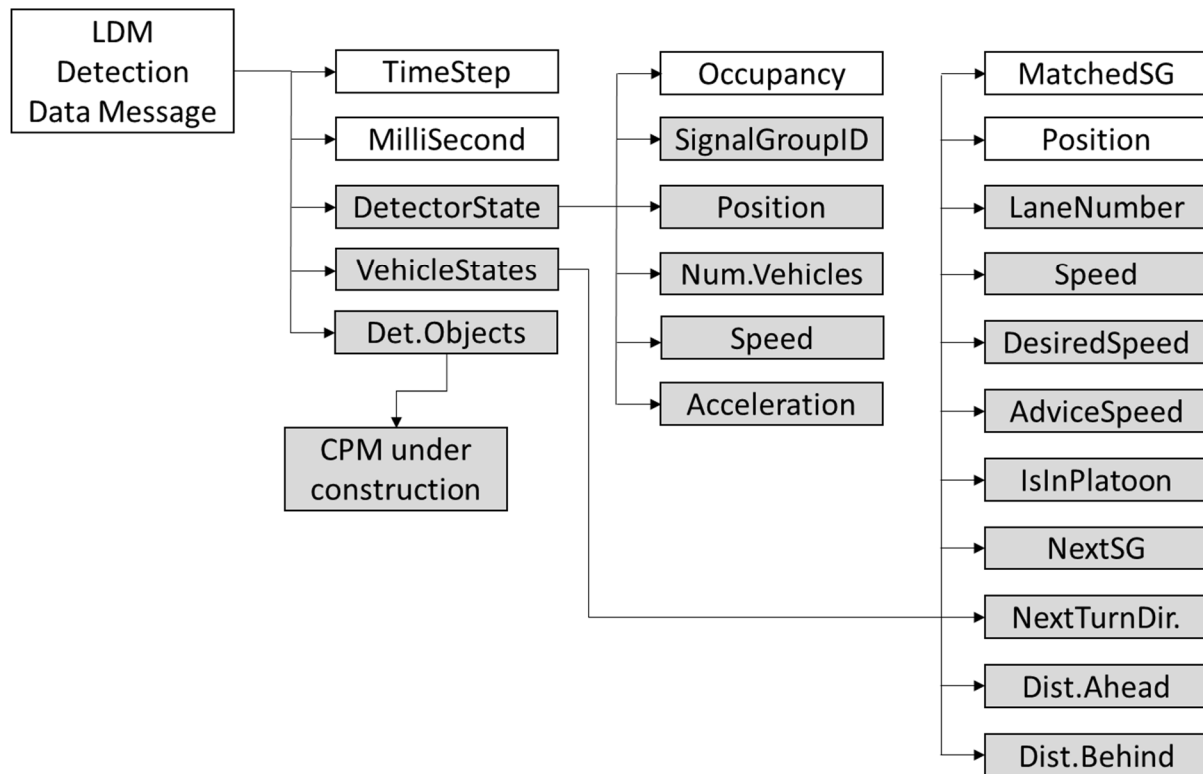 LDM
Detection
Data Message
TimeStep
MilliSecond
DetectorState
VehicleStates
Det.Objects
CPM under
construction
Occupancy
SignalGroupID
Position
Num.Vehicles
Speed
Acceleration
MatchedSG
Position
LaneNumber
Speed
DesiredSpeed
AdviceSpeed
IsInPlatoon
NextSG
NextTurnDir.
Dist.Ahead
Dist.Behind